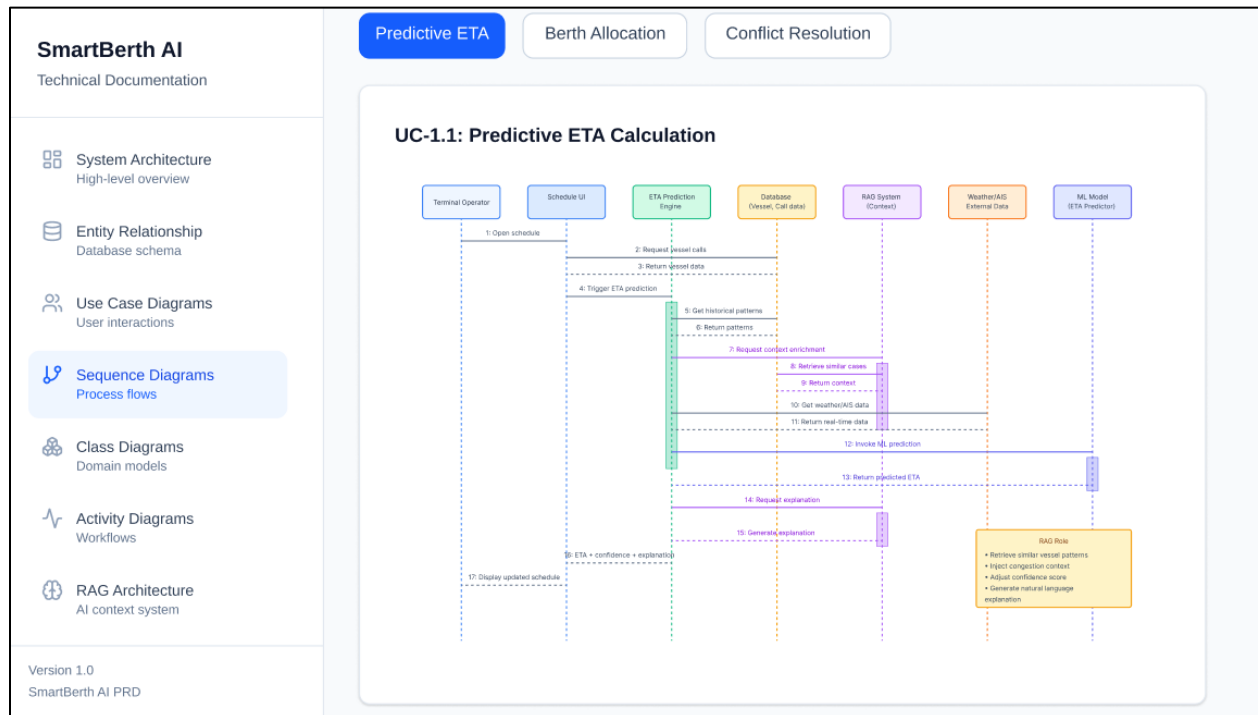 SmartBerth AI
Technical Documentation
System Architecture
High-level overview
Entity Relationship
Database schema
Use Case Diagrams
User interactions
Sequence Diagrams
Process flows
Class Diagrams
Domain models
Activity Diagrams
Workflows
RAG Architecture
AI context system
Version 1.0
SmartBerth AI PRD
Predictive ETA
Berth Allocation
Conflict Resolution
UC-1.1: Predictive ETA Calculation
Terminal Operator
Schedule UI
ETA Prediction
Engine
Database
(Vessel, Call data)
RAG System
(Context)
Weather/AIS
External Data
ML Model
(ETA Predictor)
1: Open schedule
2: Request vessel calls
3: Return vessel data
4: Trigger ETA prediction
5: Get historical patterns
6: Return patterns
7: Request context enrichment
8: Retrieve similar cases
9: Return context
10: Get weather/AIS data
11: Return real-time data
12: Invoke ML prediction
13: Return predicted ETA
14: Request explanation
15: Generate explanation
16: ETA + confidence + explanation
17: Display updated schedule
RAG Role
• Retrieve similar vessel patterns
• Inject congestion context
• Adjust confidence score
• Generate natural language
explanation